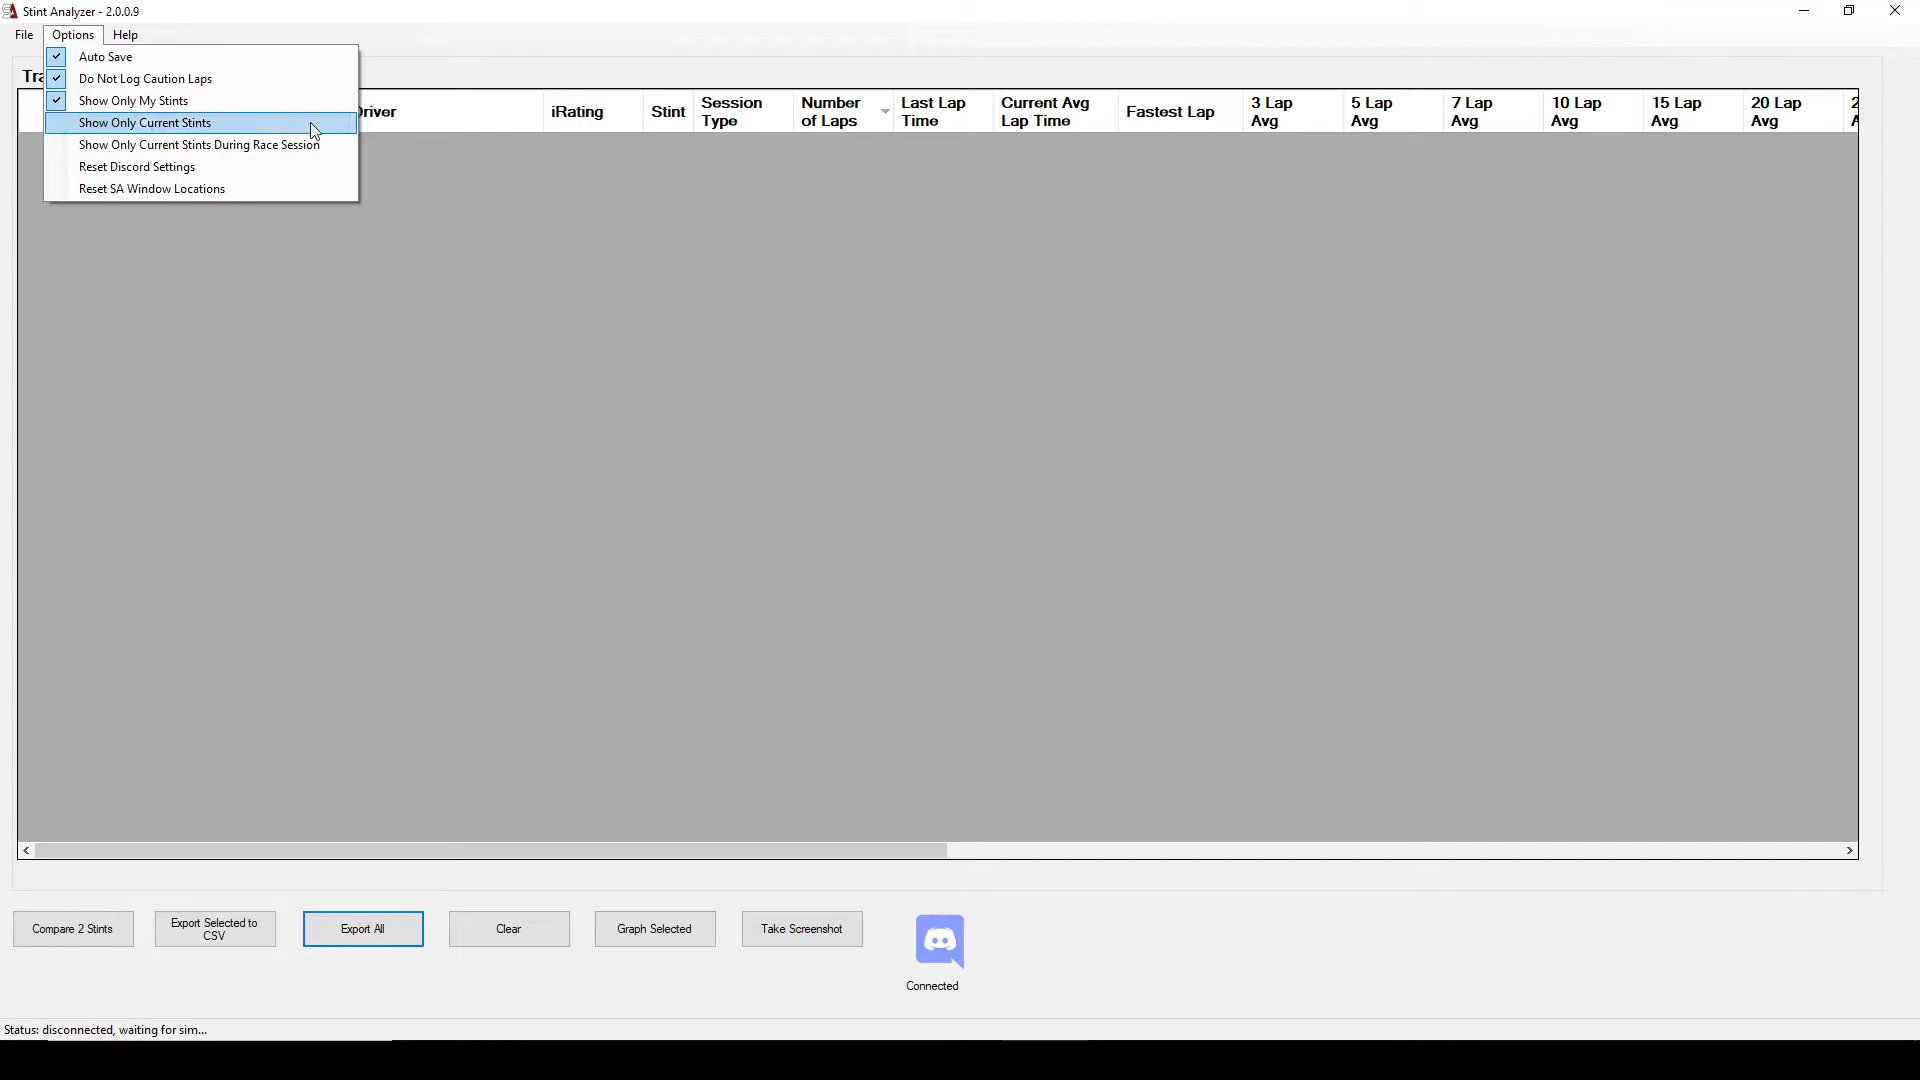 Stint Analyzer - 2.0.0.9
File Options Help
Auto Save
Do Not Log Caution Laps
Show Only My Stints
Show Only Current Stints
Show Only Current Stints During Race Session
Reset Discord Settings
Reset SA Window Locations
iRating
Stint
Session
Type
Number
of Laps
Last Lap
Time
Current Avg
Lap Time
Fastest Lap
3 Lap
Avg
5 Lap
Avg
7 Lap
Avg
10 Lap
Avg
15 Lap
Avg
20 Lap
Avg
Compare 2 Stints
Export Selected to
CSV
Export All
Clear
Graph Selected
Take Screenshot
Connected
Status: disconnected, waiting for sim...